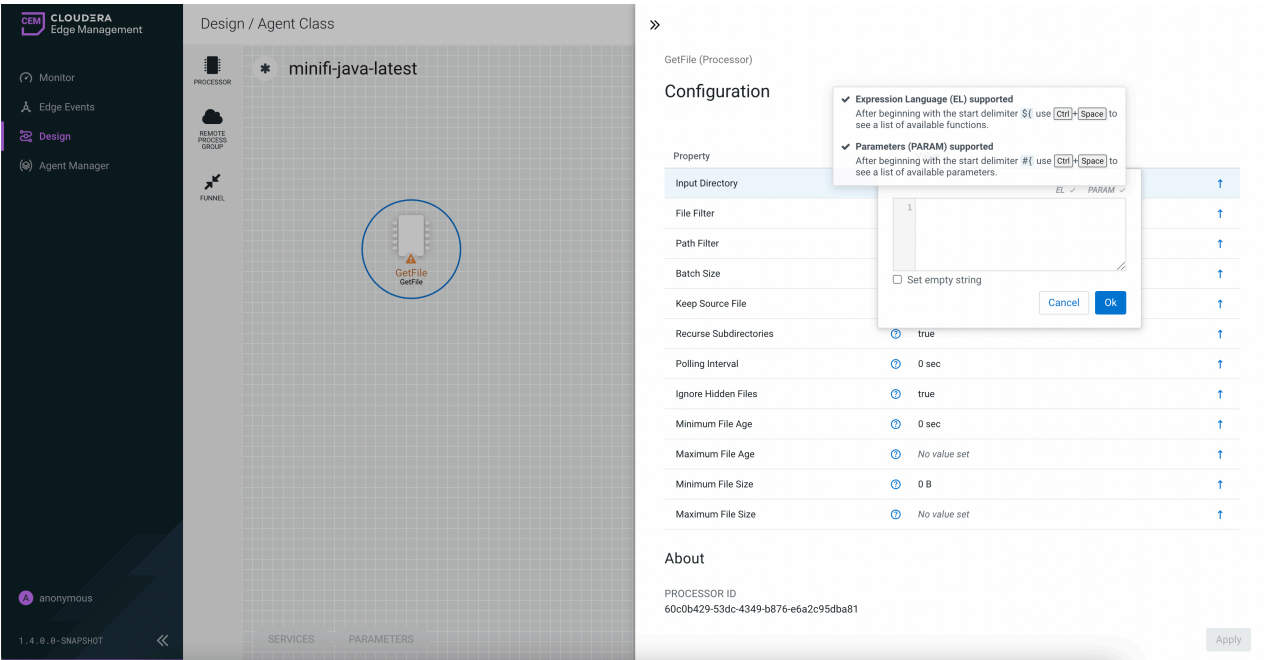 CEM CLOUDERA
Edge Management
Monitor
Edge Events
Design
Agent Manager
A anonymous
1.4.0.0-SNAPSHOT
Design / Agent Class
PROCESSOR
REMOTE
PROCESS
GROUP
FUNNEL
minifi-java-latest
GetFile
GetFile
SERVICES PARAMETERS
GetFile (Processor)
Configuration
Expression Language (EL) supported
After beginning with the start delimiter ${ use Ctrl+Space to
see a list of available functions.
Parameters (PARAM) supported
After beginning with the start delimiter #{ use Ctrl+Space to
see a list of available parameters.
Property
Input Directory
EL PARAM
1
Set empty string
Cancel Ok
File Filter
Path Filter
Batch Size
Keep Source File
Recurse Subdirectories true
Polling Interval 0 sec
Ignore Hidden Files true
Minimum File Age 0 sec
Maximum File Age No value set
Minimum File Size 0 B
Maximum File Size No value set
About
PROCESSOR ID
60c0b429-53dc-4349-b876-e6a2c95dba81
Apply